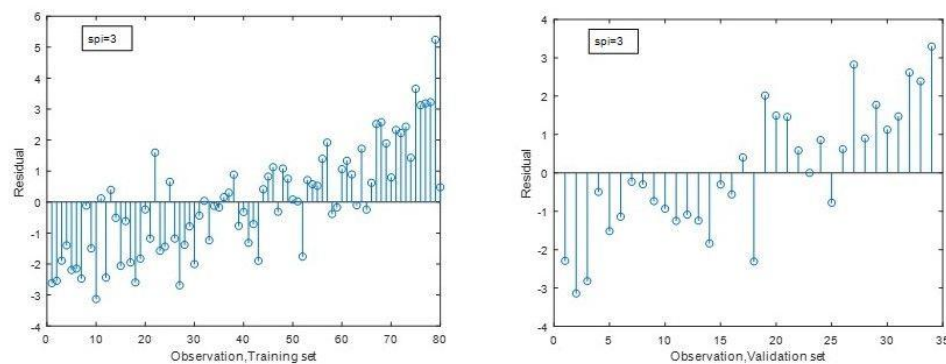 6
5
4
3
2
1
0
-1
-2
-3
-4
Residual
spi=3
0 10 20 30 40 50 60 70 80
Observation,Training set
4
3
2
1
0
-1
-2
-3
-4
Residual
spi=3
0 5 10 15 20 25 30 35
Observation,Validation set